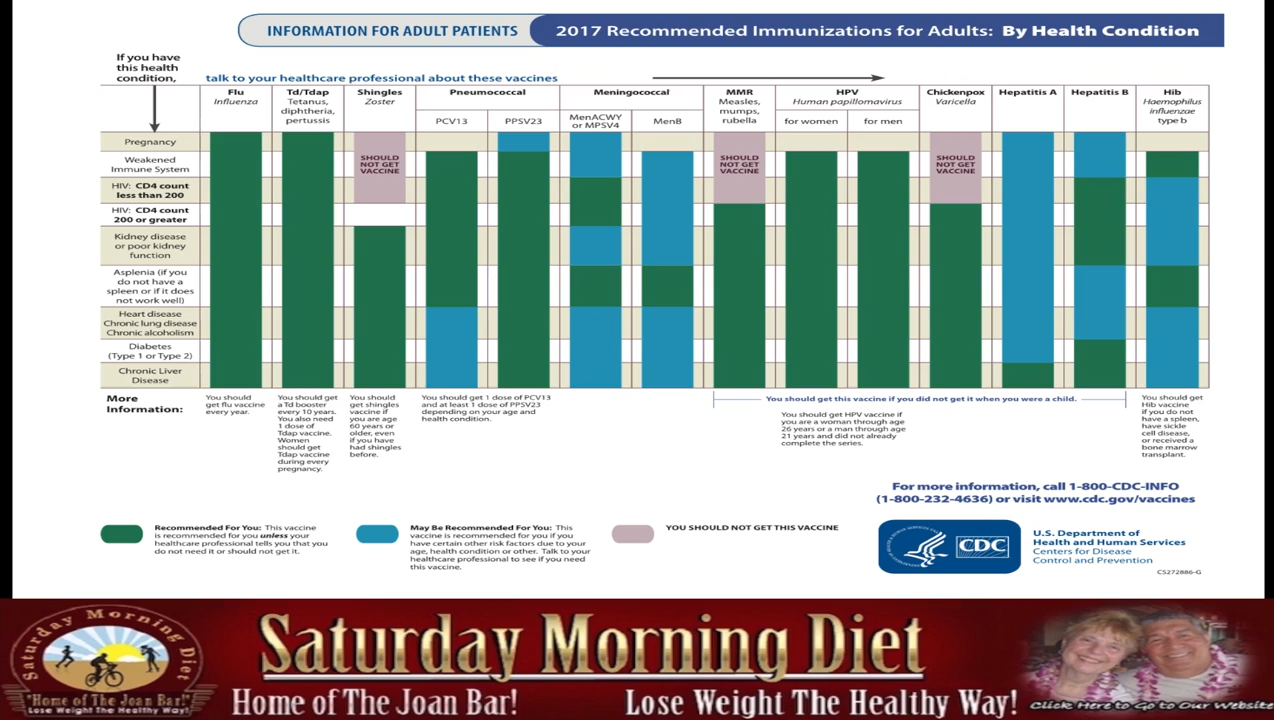 INFORMATION FOR ADULT PATIENTS
2017 Recommended Immunizations for Adults: By Health Condition
If you have
this health
condition,
talk to your healthcare professional about these vaccines
Flu
Influenza
Td/Tdap
Tetanus,
diphtheria,
pertussis
Shingles
Zoster
Pneumococcal
PCV13
PPSV23
Meningococcal
MenACWY
or MPSV4
MenB
MMR
Measles,
mumps,
rubella
HPV
Human papillomavirus
for women
for men
Chickenpox
Varicella
Hepatitis A
Hepatitis B
Hib
Haemophilus
influenzae
type b
Pregnancy
Weakened
Immune System
HIV: CD4 count
less than 200
HIV: CD4 count
200 or greater
Kidney disease
or poor kidney
function
Asplenia (if you
do not have a
spleen or if it does
not work well)
Heart disease
Chronic lung disease
Chronic alcoholism
Diabetes
(Type 1 or Type 2)
Chronic Liver
Disease
SHOULD
NOT GET
VACCINE
SHOULD
NOT GET
VACCINE
SHOULD
NOT GET
VACCINE
More
Information:
You should
get flu vaccine
every year.
You should get
a Td booster
every 10 years.
You also need
1 dose of
Tdap vaccine.
Women
should get
Tdap vaccine
during every
pregnancy.
You should
get shingles
vaccine if
you are age
60 years or
older, even
if you have
had shingles
before.
You should get 1 dose of PCV13
and at least 1 dose of PPSV23
depending on your age and
health condition.
You should get this vaccine if you did not get it when you were a child.
You should get HPV vaccine if
you are a woman through age
26 years or a man through age
21 years and did not already
complete the series.
You should get
Hib vaccine
if you do not
have a spleen,
have sickle
cell disease,
or received a
bone marrow
transplant.
For more information, call 1-800-CDC-INFO
(1-800-232-4636) or visit www.cdc.gov/vaccines
Recommended For You: This vaccine
is recommended for you unless your
healthcare professional tells you that you
do not need it or should not get it.
May Be Recommended For You: This
vaccine is recommended for you if you
have certain other risk factors due to your
age, health condition or other. Talk to your
healthcare professional to see if you need
this vaccine.
YOU SHOULD NOT GET THIS VACCINE
CDC
U.S. Department of
Health and Human Services
Centers for Disease
Control and Prevention
CS272886-G
Saturday Morning Diet
"Home of The Joan Bar!"
Lose Weight The Healthy Way!
Saturday Morning Diet
Home of The Joan Bar!
Lose Weight The Healthy Way!
Click Here to Go to Our Website